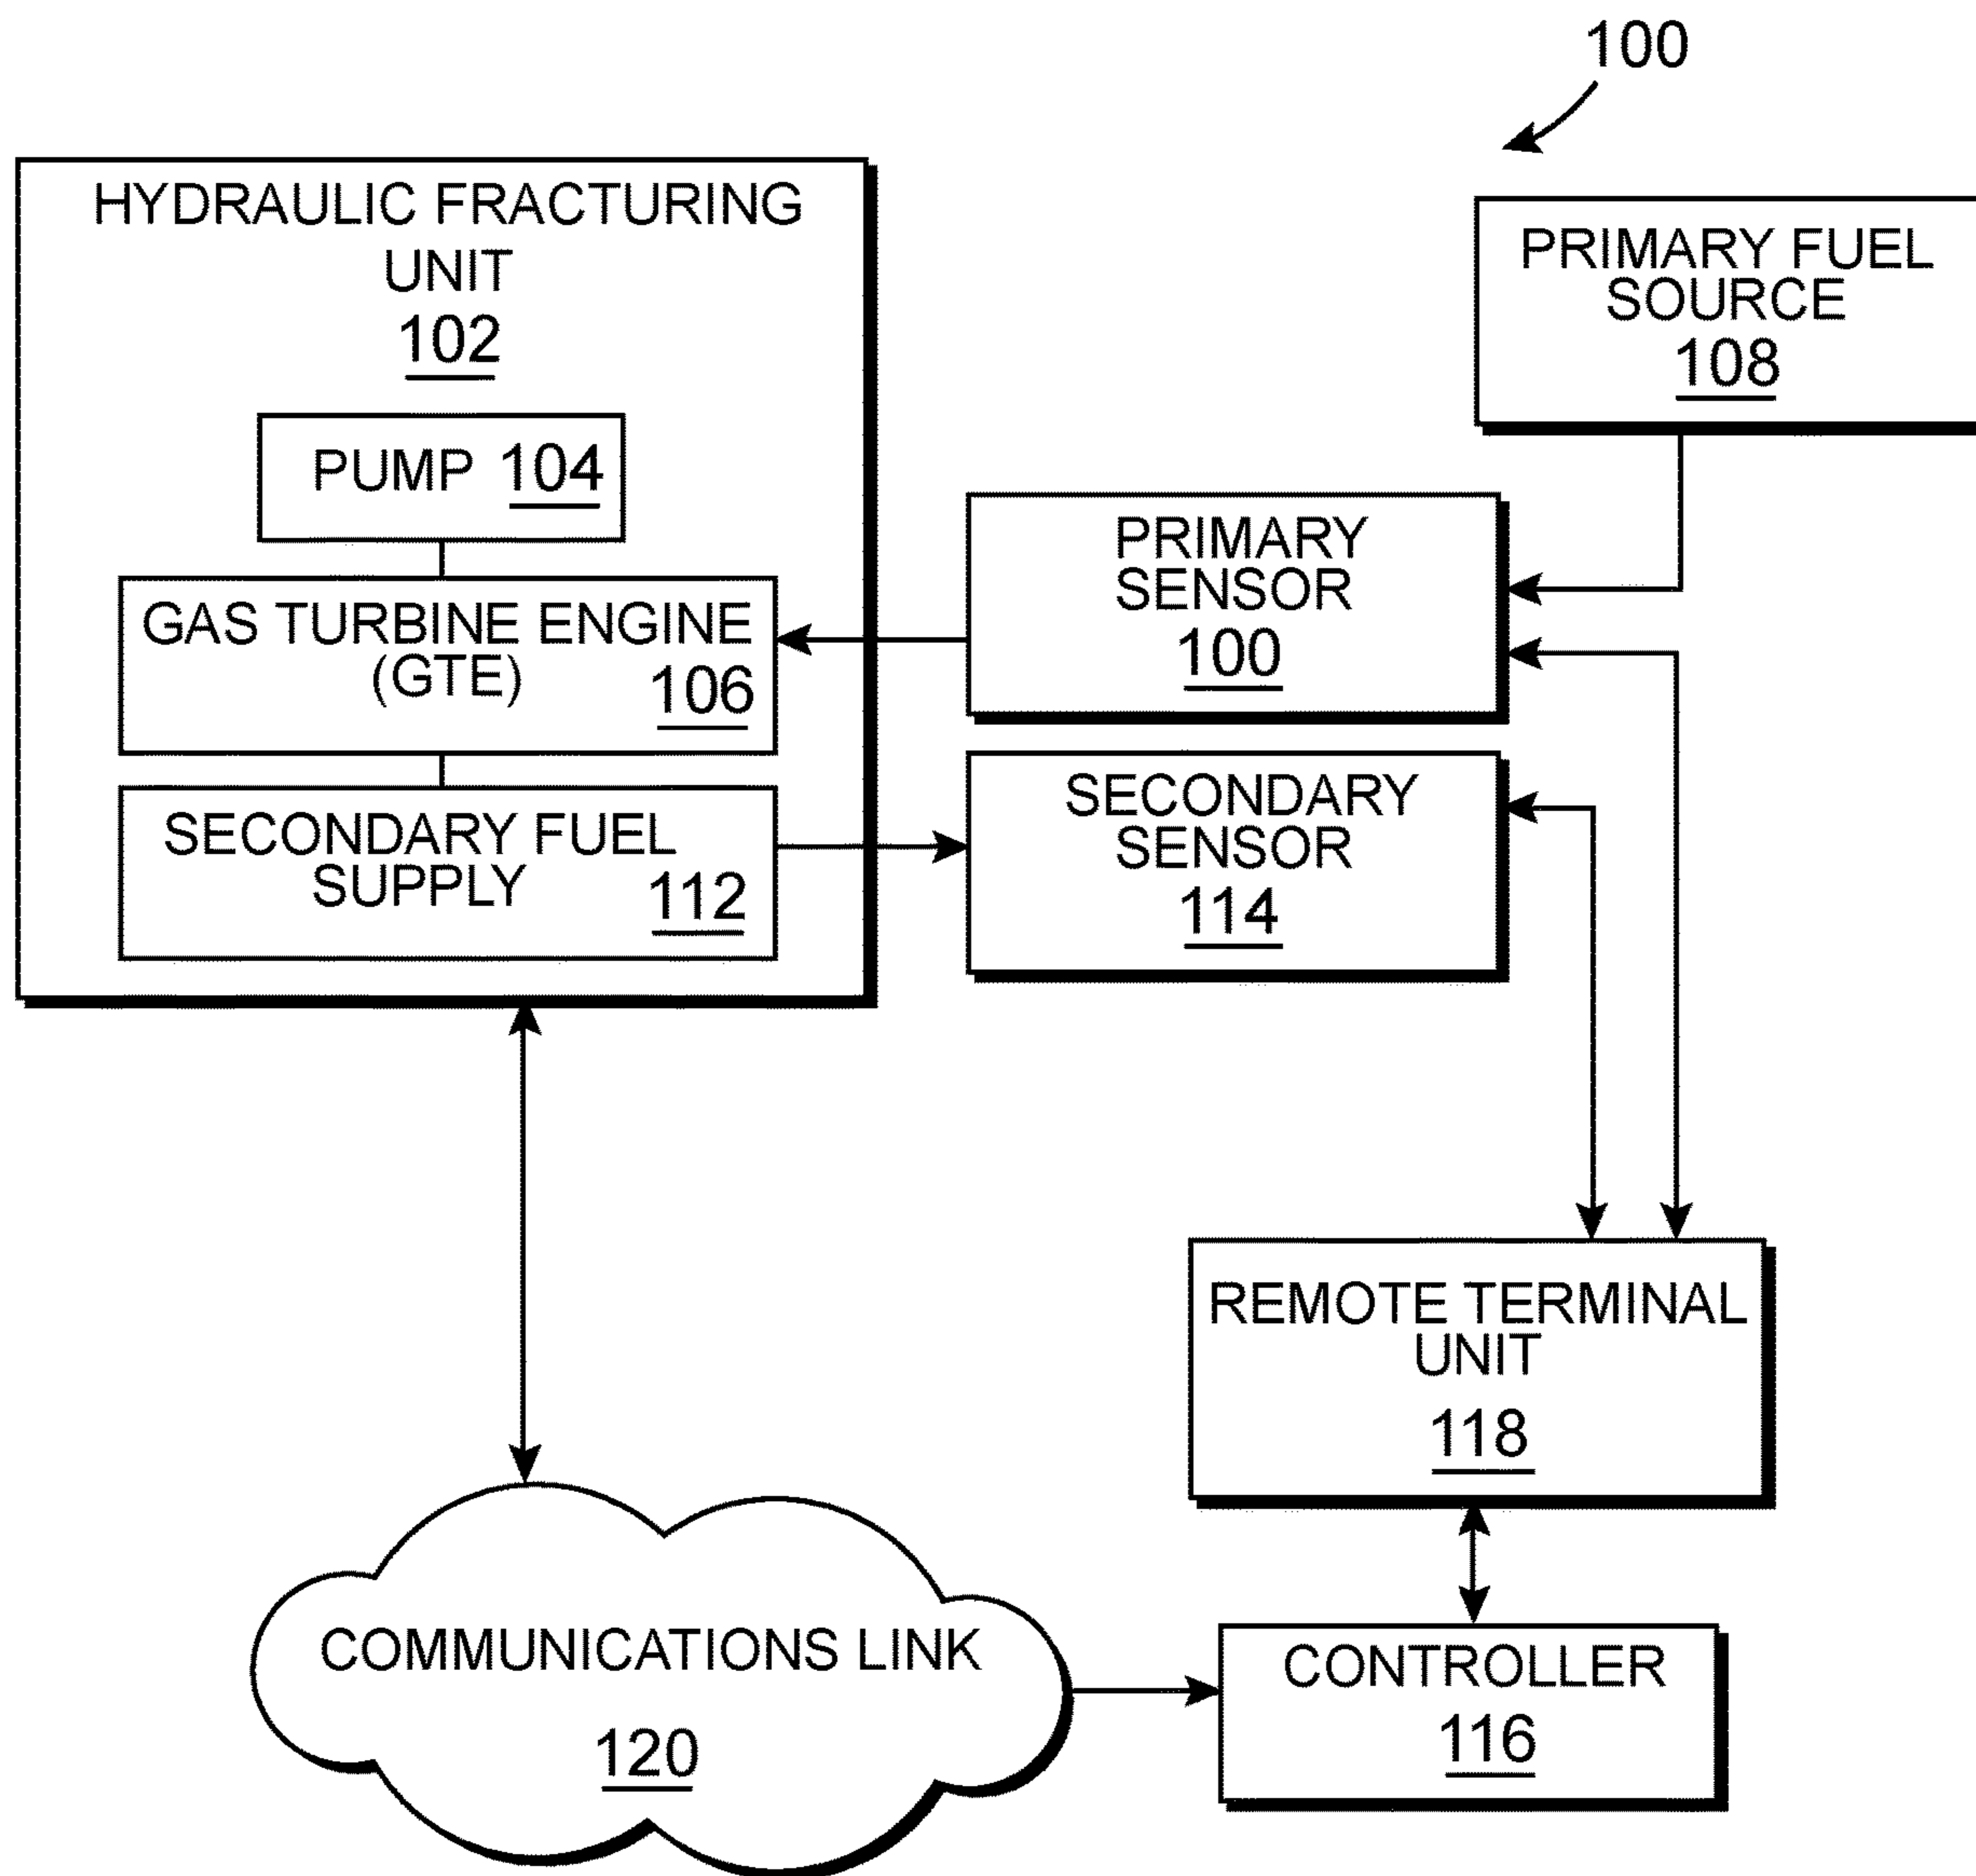 100
HYDRAULIC FRACTURING
UNIT
102
PUMP 104
GAS TURBINE ENGINE
(GTE) 106
SECONDARY FUEL
SUPPLY 112
PRIMARY FUEL
SOURCE
108
PRIMARY
SENSOR
100
SECONDARY
SENSOR
114
REMOTE TERMINAL
UNIT
118
COMMUNICATIONS LINK
120
CONTROLLER
116